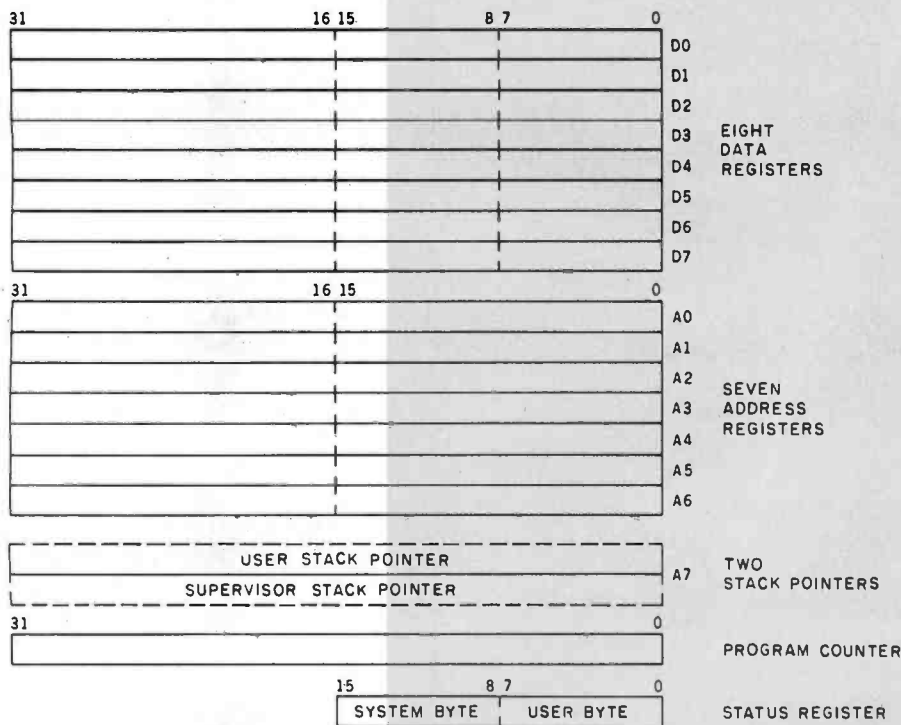 31 16 15 8 7 0
D0
D1
D2
D3
D4
D5
D6
D7
EIGHT
DATA
REGISTERS
31 16 15 0
A0
A1
A2
A3
A4
A5
A6
SEVEN
ADDRESS
REGISTERS
USER STACK POINTER
SUPERVISOR STACK POINTER
A7
TWO
STACK POINTERS
31 0
PROGRAM COUNTER
15 8 7 0
SYSTEM BYTE USER BYTE STATUS REGISTER